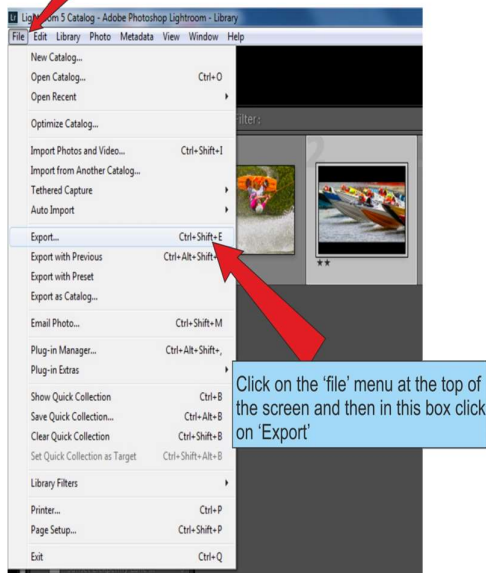 Lightroom 5 Catalog - Adobe Photoshop Lightroom - Library
File Edit Library Photo Metadata View Window Help
New Catalog...
Open Catalog... Ctrl+O
Open Recent
Optimize Catalog...
Filter:
Import Photos and Video... Ctrl+Shift+I
Import from Another Catalog...
Tethered Capture
Auto Import
Export... Ctrl+Shift+E
Export with Previous Ctrl+Alt+Shift+
Export with Preset
Export as Catalog...
Email Photo... Ctrl+Shift+M
Plug-in Manager... Ctrl+Alt+Shift+,
Plug-in Extras
Show Quick Collection Ctrl+B
Save Quick Collection... Ctrl+Alt+B
Clear Quick Collection Ctrl+Shift+B
Set Quick Collection as Target Ctrl+Shift+Alt+B
Library Filters
Printer... Ctrl+P
Page Setup... Ctrl+Shift+P
Exit Ctrl+Q
Click on the ‘file’ menu at the top of
the screen and then in this box click
on ‘Export’